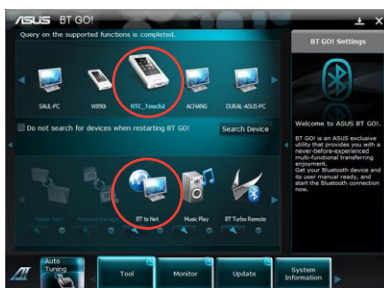 ASUS BT GO!
Query on the supported functions is completed.
BT GO! Settings
SAUL-PC W890i HTC_Touch2 ACHANG DURAL-ASUS-PC
Do not search for devices when restarting BT GO!
Search Device
Welcome to ASUS BT GO!
BT GO! is an ASUS exclusive
utility that provides you with a
never-before-experienced
multi-functional transferring
enjoyment.
Get your Bluetooth device and
its user manual ready, and
start the Bluetooth connection
now.
Folder Sync Personal Manager BT to Net Music Play BT Turbo Remote
Auto
Tuning
Tool
Monitor
Update
System
Information